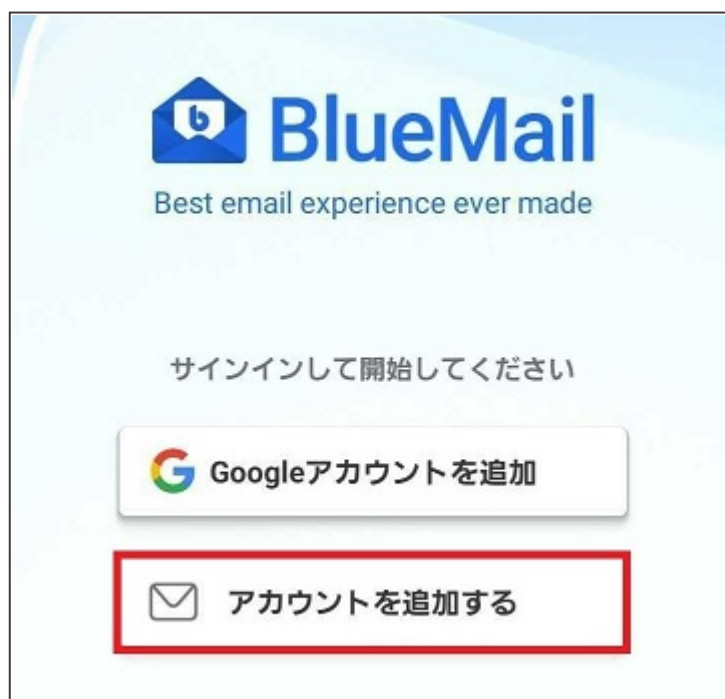 b
BlueMail
Best email experience ever made
サインインして開始してください
G Googleアカウントを追加
アカウントを追加する